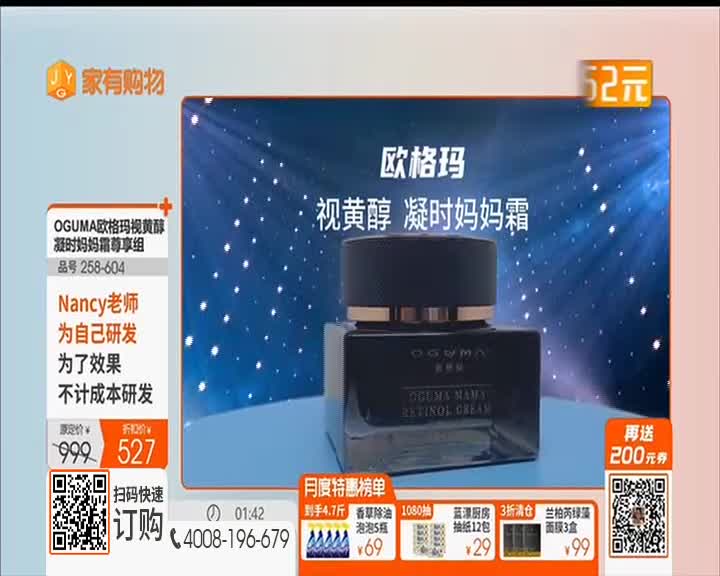 JYG 家有购物
52元
欧格玛
视黄醇 凝时妈妈霜
OGUMA
欧格玛
OGUMA MAMA
RETINOL CREAM
OGUMA欧格玛视黄醇
凝时妈妈霜尊享组
品号 258-604
Nancy老师
为自己研发
为了效果
不计成本研发
原定价¥
999
折扣价¥
527
扫码快速
订购
01:42
4008-196-679
月度特惠榜单
到手4.7斤
香草除油
泡泡5瓶
¥69
1080抽
蓝漂厨房
抽纸12包
¥29
3折清仓
兰柏芮绿藻
面膜3盒
¥99
再送
200元券